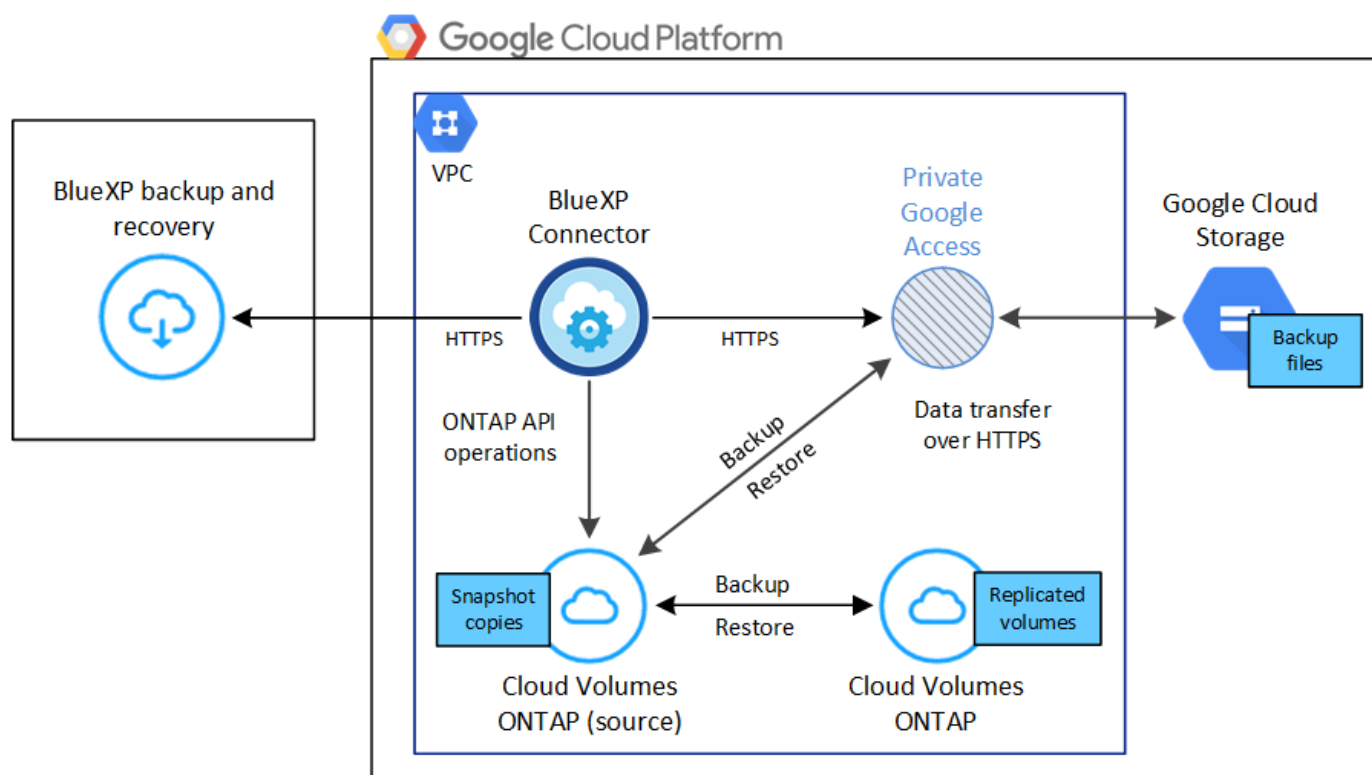 Google Cloud Platform
BlueXP backup and
recovery
VPC
BlueXP
Connector
Private
Google
Access
Google Cloud
Storage
HTTPS
HTTPS
Backup
files
ONTAP API
operations
Backup
Restore
Data transfer
over HTTPS
Snapshot
copies
Backup
Restore
Replicated
volumes
Cloud Volumes
ONTAP (source)
Cloud Volumes
ONTAP